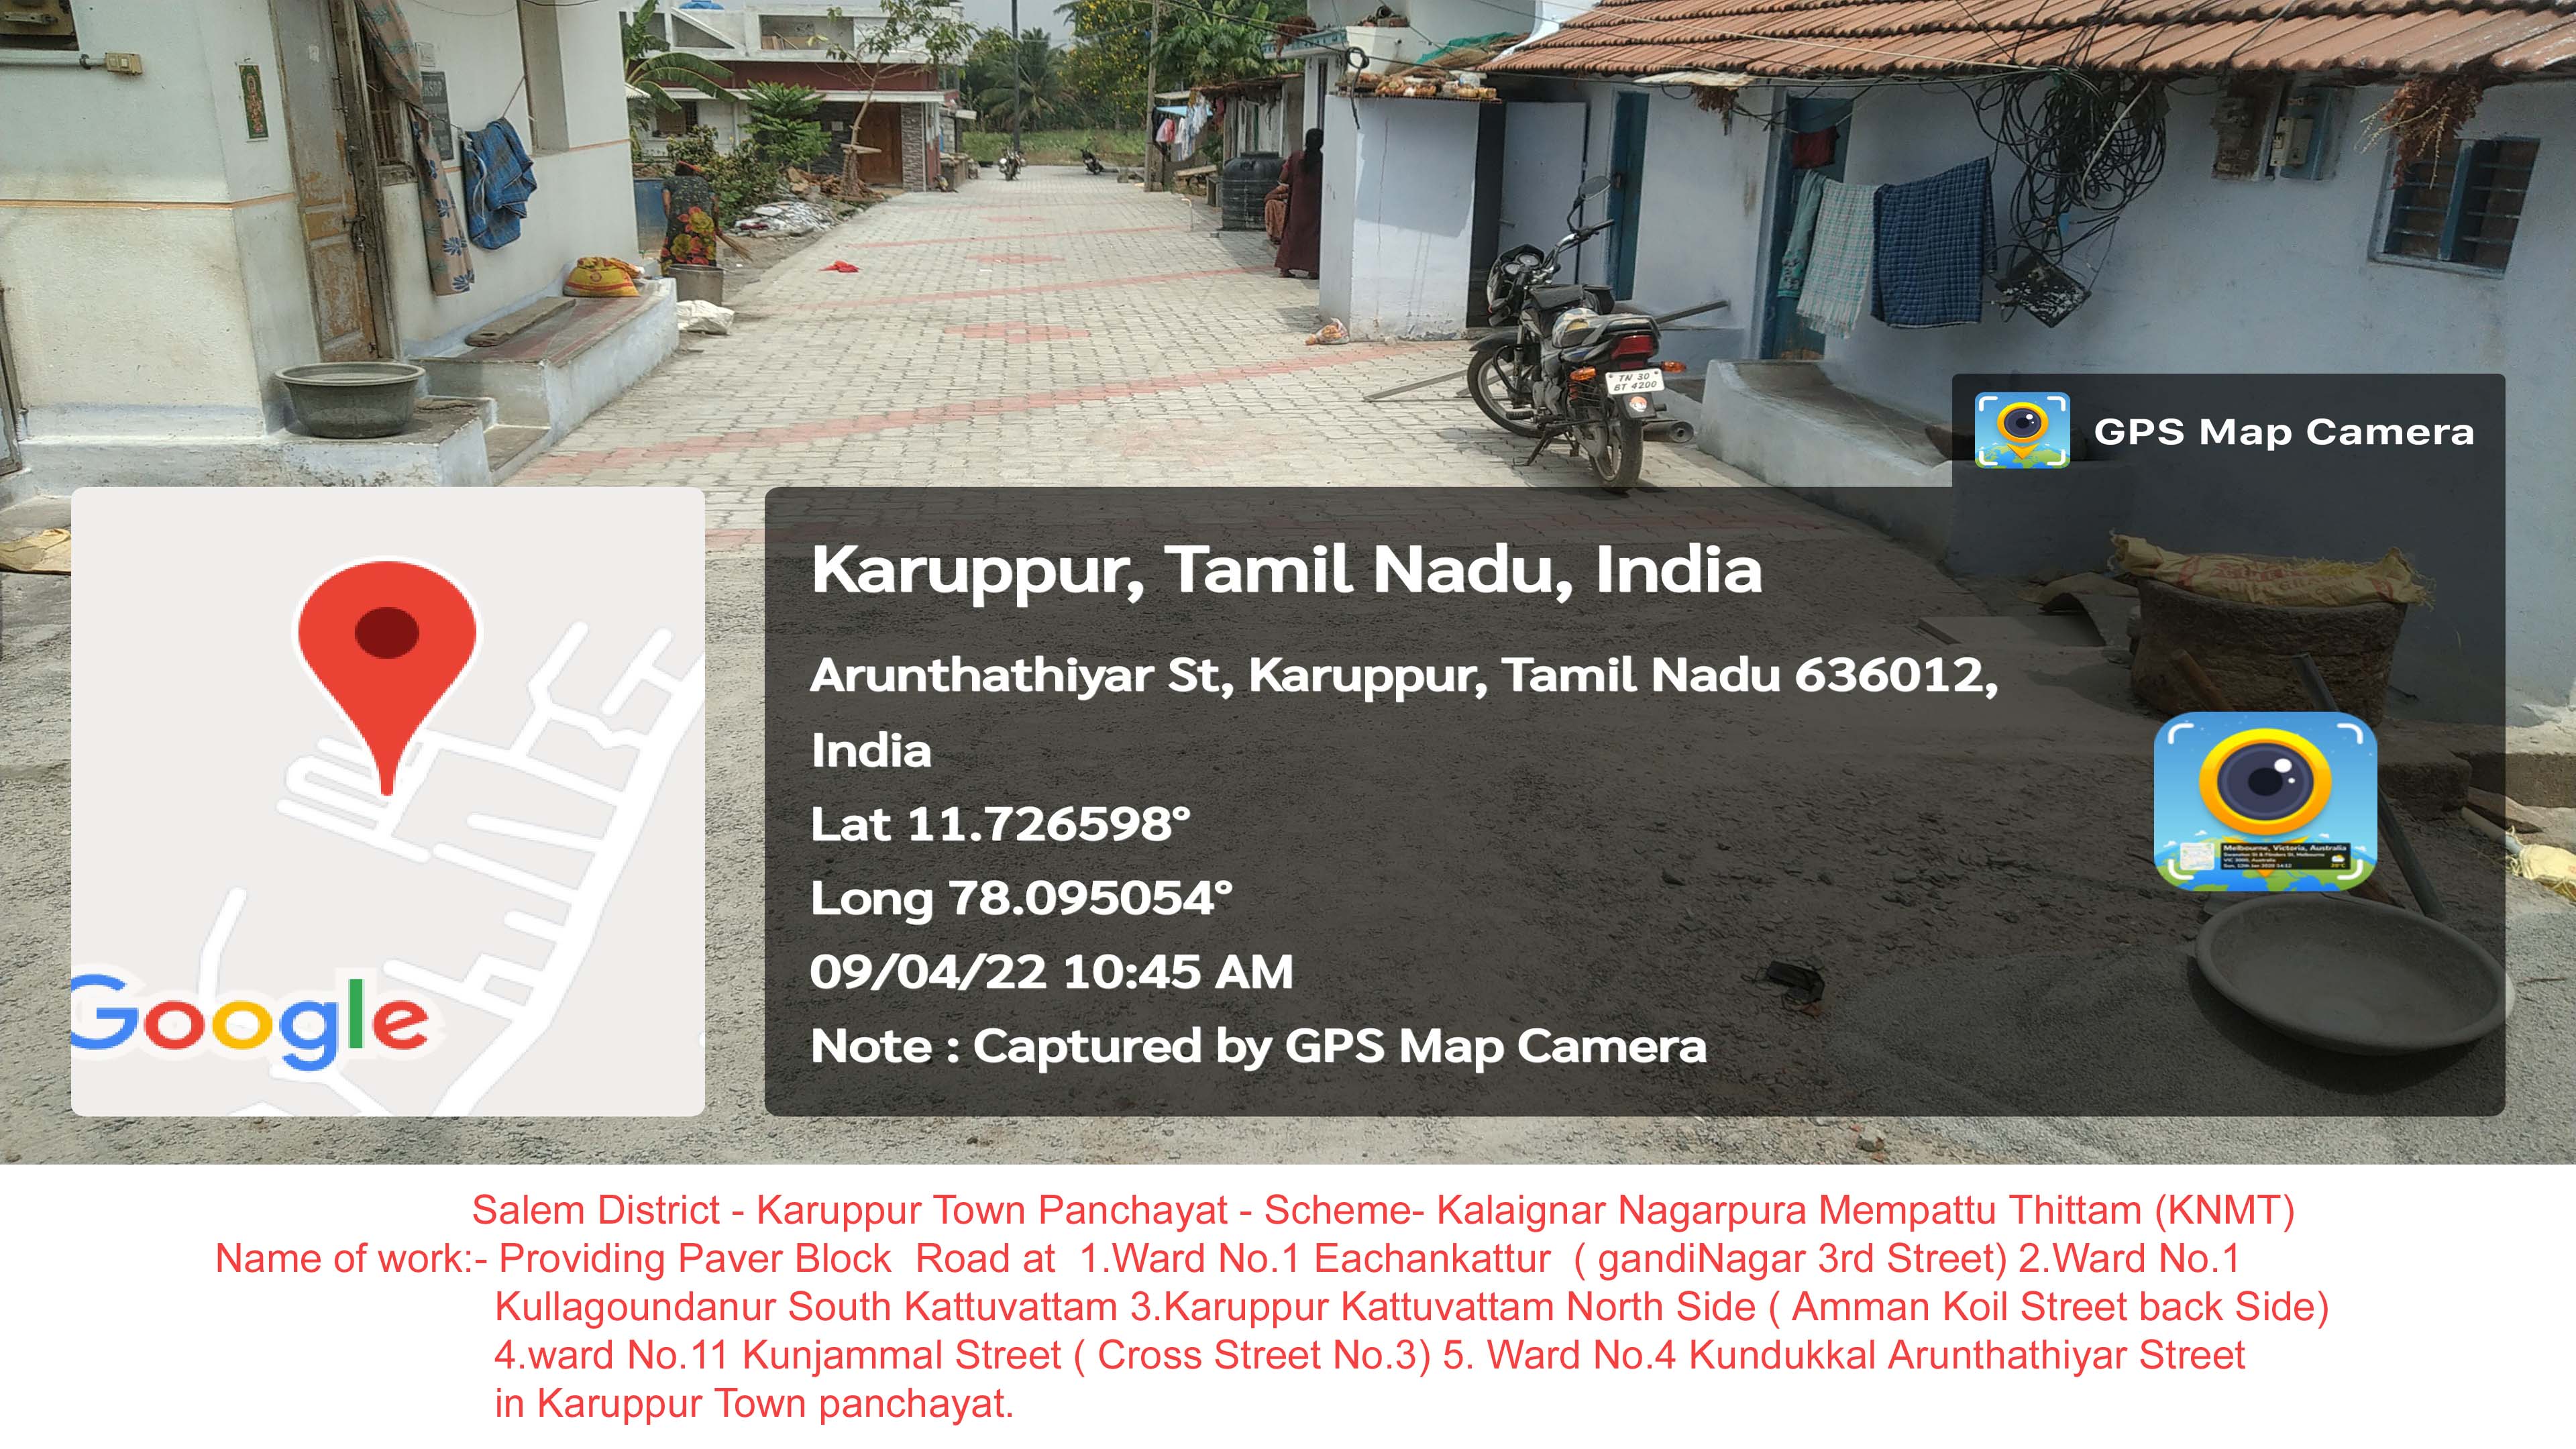 TN 30
BT 4200
GPS Map Camera
Karuppur, Tamil Nadu, India
Arunthathiyar St, Karuppur, Tamil Nadu 636012,
India
Lat 11.726598°
Long 78.095054°
09/04/22 10:45 AM
Note : Captured by GPS Map Camera
Google
Melbourne, Victoria, Australia
Salem District - Karuppur Town Panchayat - Scheme- Kalaignar Nagarpura Mempattu Thittam (KNMT)
Name of work:- Providing Paver Block  Road at  1.Ward No.1 Eachankattur  ( gandiNagar 3rd Street) 2.Ward No.1
Kullagoundanur South Kattuvattam 3.Karuppur Kattuvattam North Side ( Amman Koil Street back Side)
4.ward No.11 Kunjammal Street ( Cross Street No.3) 5. Ward No.4 Kundukkal Arunthathiyar Street
in Karuppur Town panchayat.